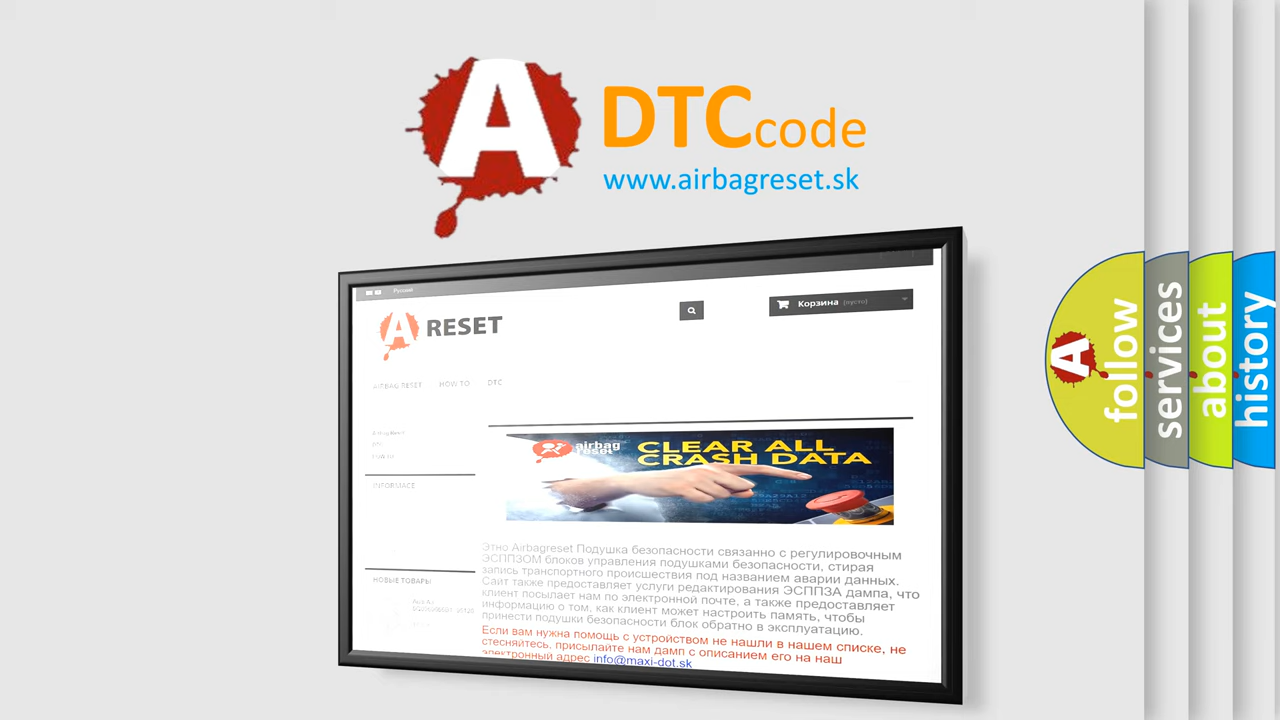 A
DTCcode
www.airbagreset.sk
Русский
A RESET
Корзина (пусто)
AIRBAG RESET HOW TO DTC
INFORMACE
airbag
reset
CLEAR ALL
CRASH DATA
Этно Airbagreset Подушка безопасности связанно с регулировочным
ЭСППЗОМ блоков управления подушками безопасности, стирая
запись транспортного происшествия под названием аварии данных.
Сайт также предоставляет услуги редактирования ЭСППЗА дампа, что
клиент посылает нам по электронной почте, а также предоставляет
информацию о том, как клиент может настроить память, чтобы
принести подушки безопасности блок обратно в эксплуатацию.
Если вам нужна помощь с устройством не нашли в нашем списке, не
стесняйтесь, присылайте нам дамп с описанием его на наш
электронный адрес info@maxi-dot.sk
НОВЫЕ ТОВАРЫ
A
follow
services
about
history